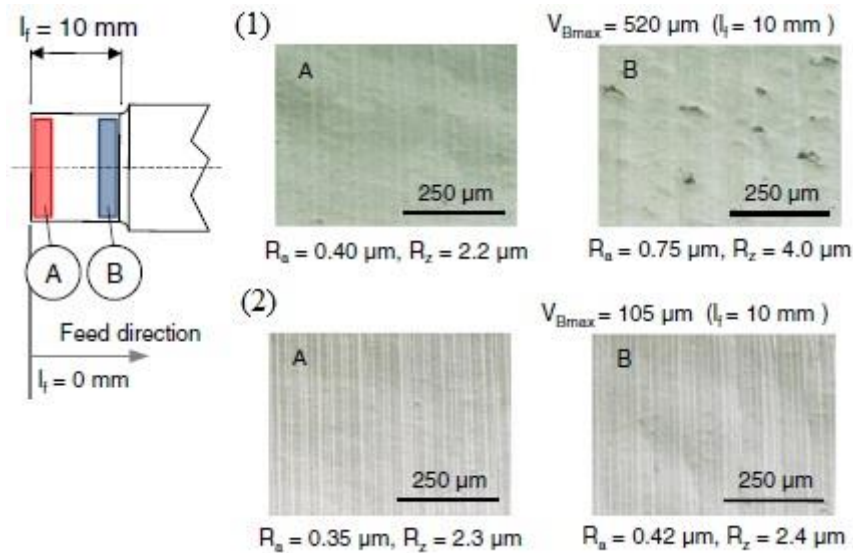 l_f = 10 mm
A
B
Feed direction
l_f = 0 mm
(1)
V_Bmax = 520 μm (l_f = 10 mm )
A
250 μm
B
250 μm
R_a = 0.40 μm, R_z = 2.2 μm
R_a = 0.75 μm, R_z = 4.0 μm
(2)
V_Bmax = 105 μm (l_f = 10 mm )
A
250 μm
B
250 μm
R_a = 0.35 μm, R_z = 2.3 μm
R_a = 0.42 μm, R_z = 2.4 μm